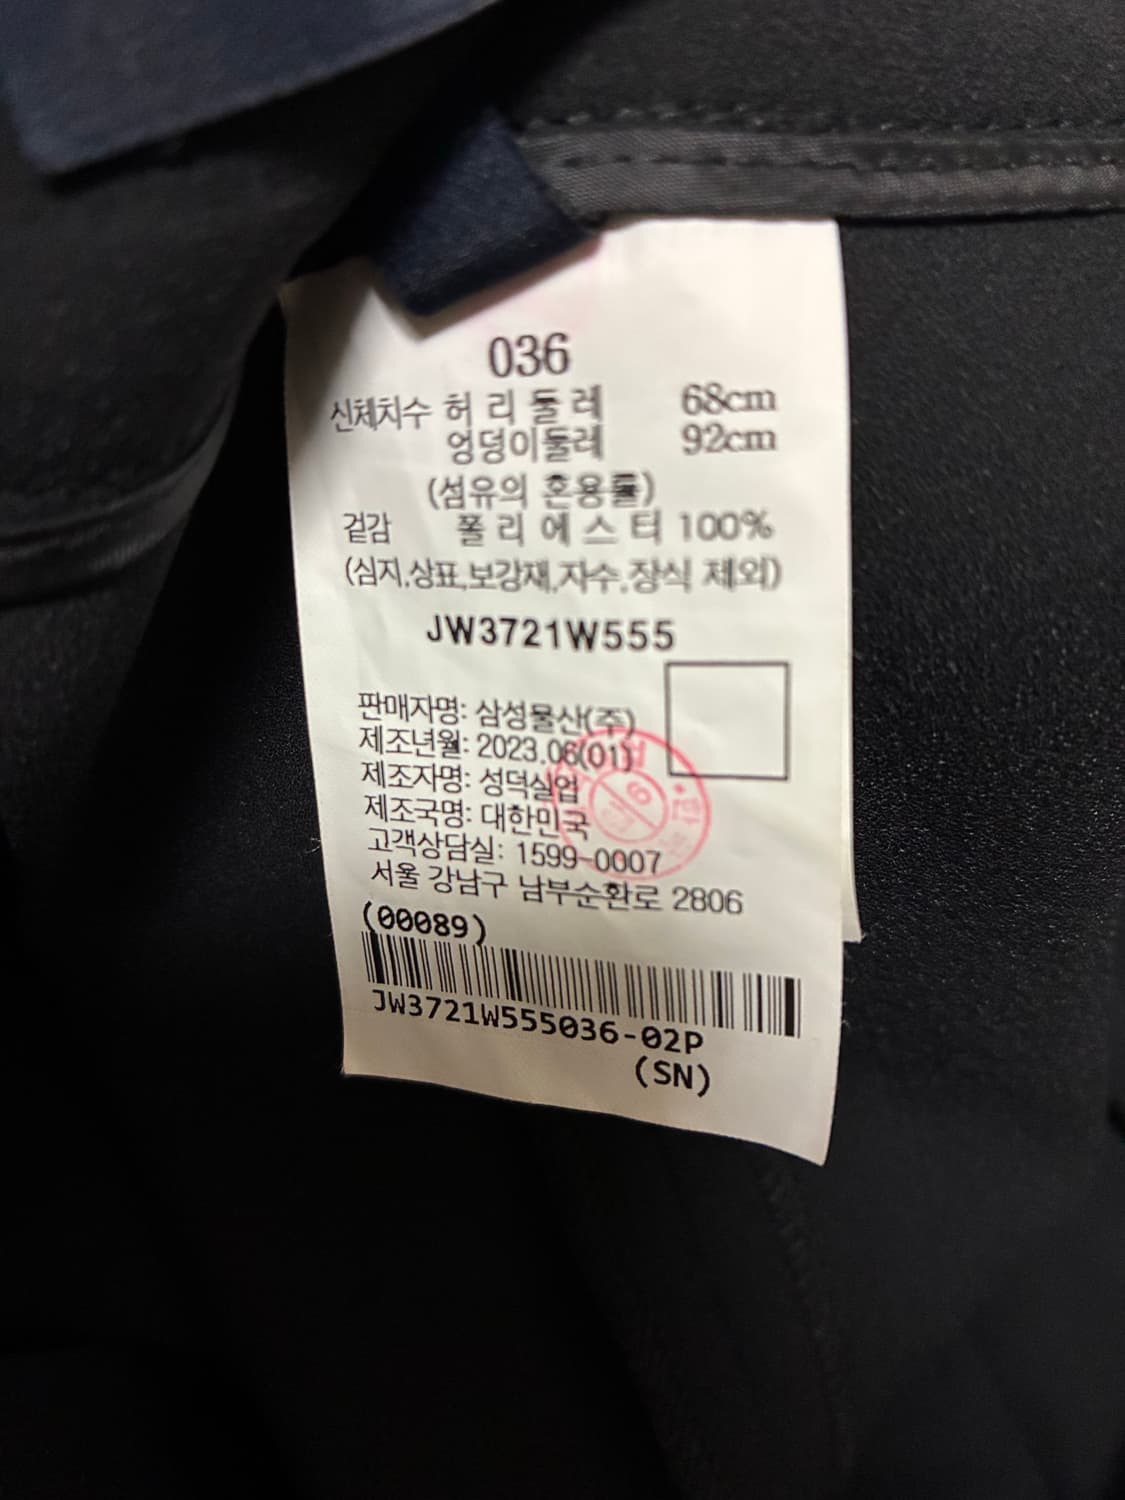 036
신체치수 허 리 둘 레 68cm
엉덩이둘레 92cm
(섬유의 혼용률)
겉감 폴 리 에 스 터 100%
(심지,상표,보강재,자수,장식 제외)
JW3721W555
판매자명: 삼성물산(주)
제조년월: 2023.06(01)
제조자명: 성덕실업
제조국명: 대한민국
고객상담실: 1599-0007
서울 강남구 남부순환로 2806
(00089)
JW3721W555036-02P
(SN)